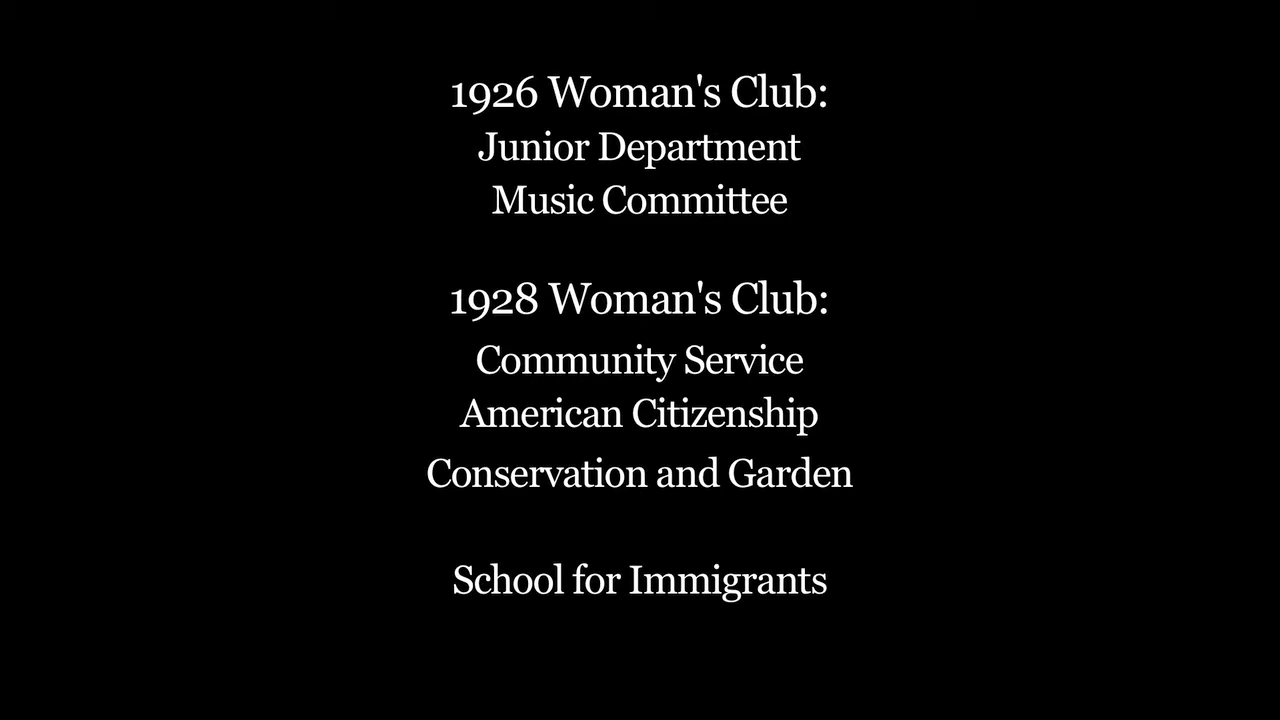 1926 Woman's Club:
Junior Department
Music Committee
1928 Woman's Club:
Community Service
American Citizenship
Conservation and Garden
School for Immigrants